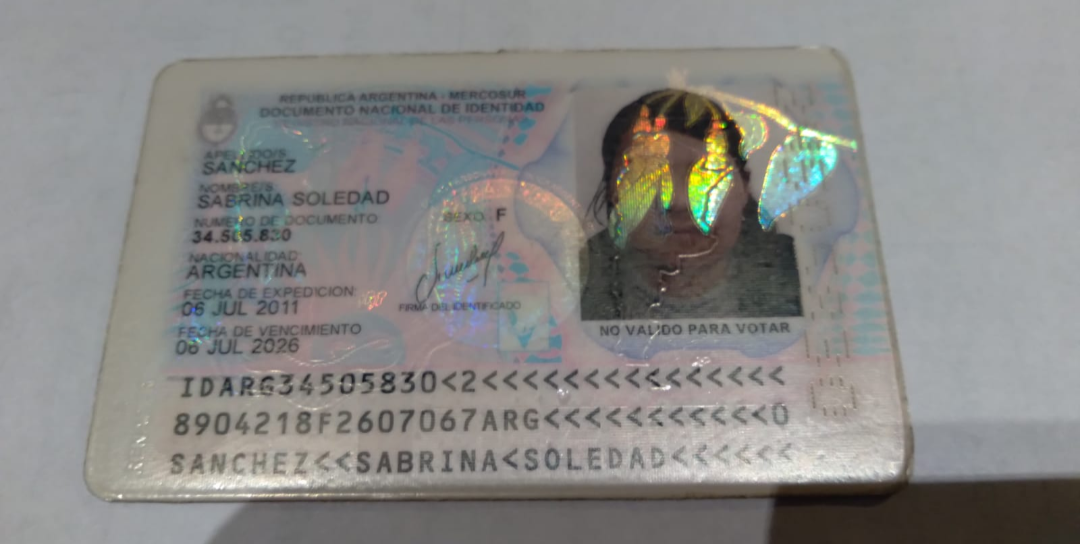 REPUBLICA ARGENTINA - MERCOSUR
DOCUMENTO NACIONAL DE IDENTIDAD
APELLIDO/S
SANCHEZ
NOMBRE/S
SABRINA SOLEDAD
SEXO. F
NUMERO DE DOCUMENTO:
34.505.830
NACIONALIDAD:
ARGENTINA
FECHA DE EXPEDICION:
06 JUL 2011
FIRMA DEL IDENTIFICADO
FECHA DE VENCIMIENTO
06 JUL 2026
NO VALIDO PARA VOTAR
IDARG34505830<2<<<<<<<<<<<<<<<
8904218F2607067ARG<<<<<<<<<<<0
SANCHEZ<<SABRINA<SOLEDAD<<<<<<